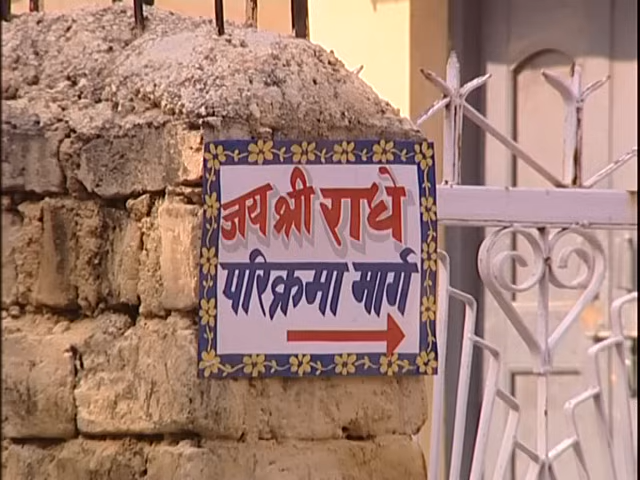 जय श्री राधे
परिक्रमा मार्ग